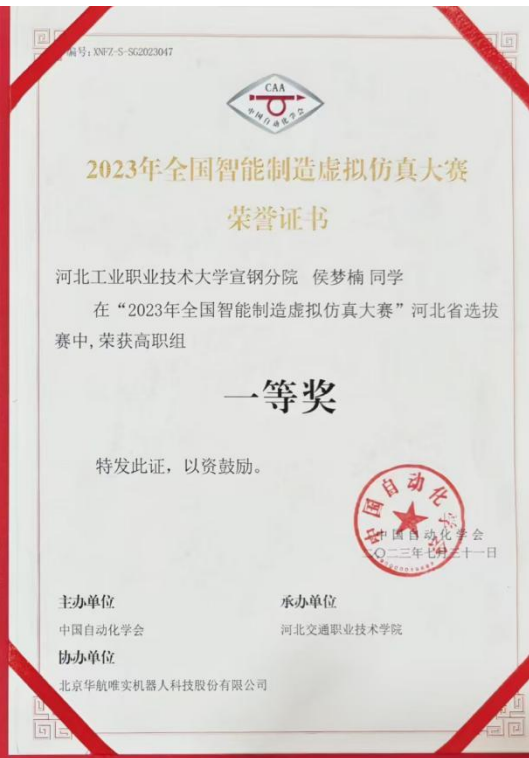 编号: XNFZ-S-SG2023047
CAA
中国自动化学会
2023年全国智能制造虚拟仿真大赛
荣誉证书
河北工业职业技术大学宣钢分院 侯梦楠 同学
在“2023年全国智能制造虚拟仿真大赛”河北省选拔
赛中,荣获高职组
一等奖
特发此证，以资鼓励。
中国自动化学会
中国自动化学会
二〇二三年七月三十一日
主办单位
承办单位
中国自动化学会
河北交通职业技术学院
协办单位
北京华航唯实机器人科技股份有限公司